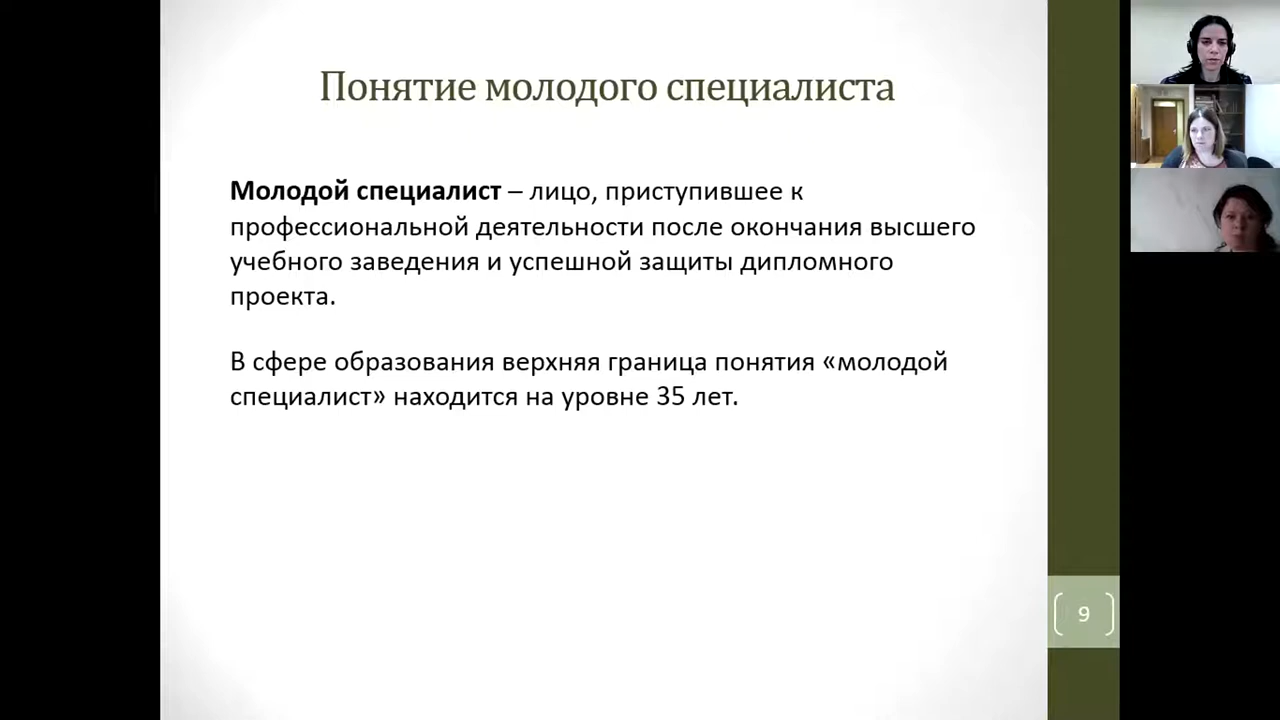 Понятие молодого специалиста
Молодой специалист – лицо, приступившее к
профессиональной деятельности после окончания высшего
учебного заведения и успешной защиты дипломного
проекта.
В сфере образования верхняя граница понятия «молодой
специалист» находится на уровне 35 лет.
9